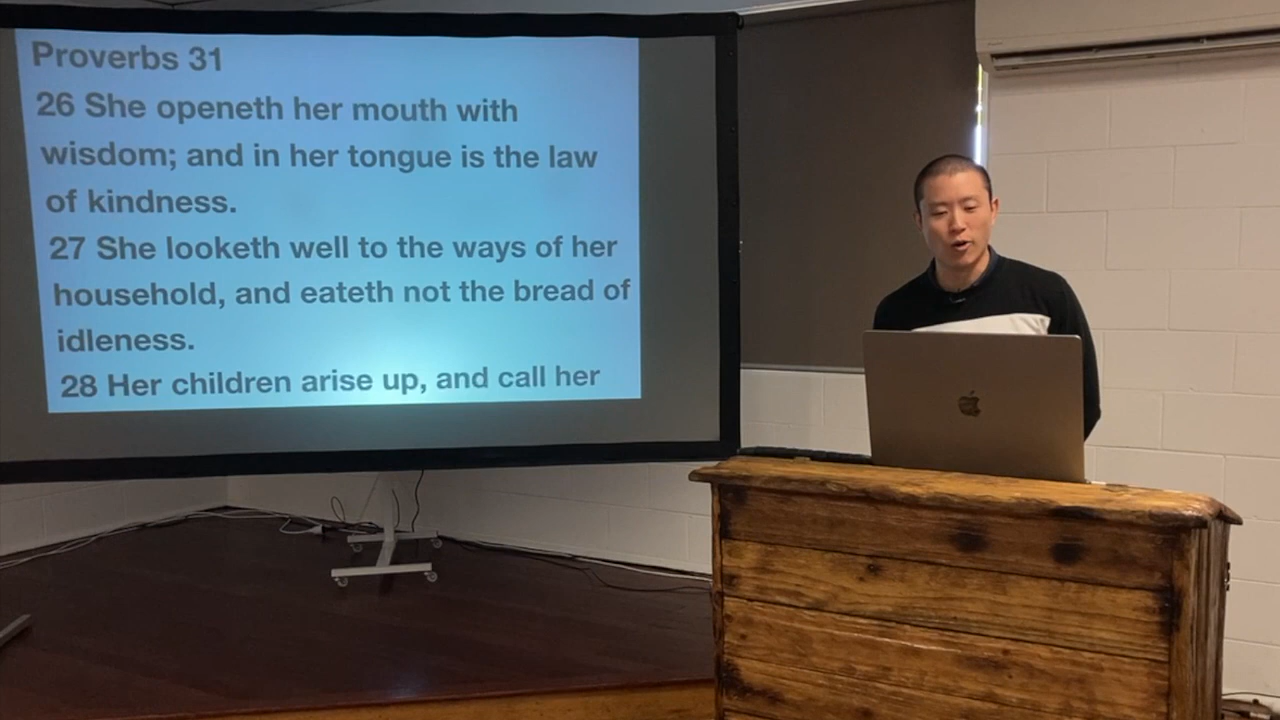 Proverbs 31
26 She openeth her mouth with
wisdom; and in her tongue is the law
of kindness.
27 She looketh well to the ways of her
household, and eateth not the bread of
idleness.
28 Her children arise up, and call her